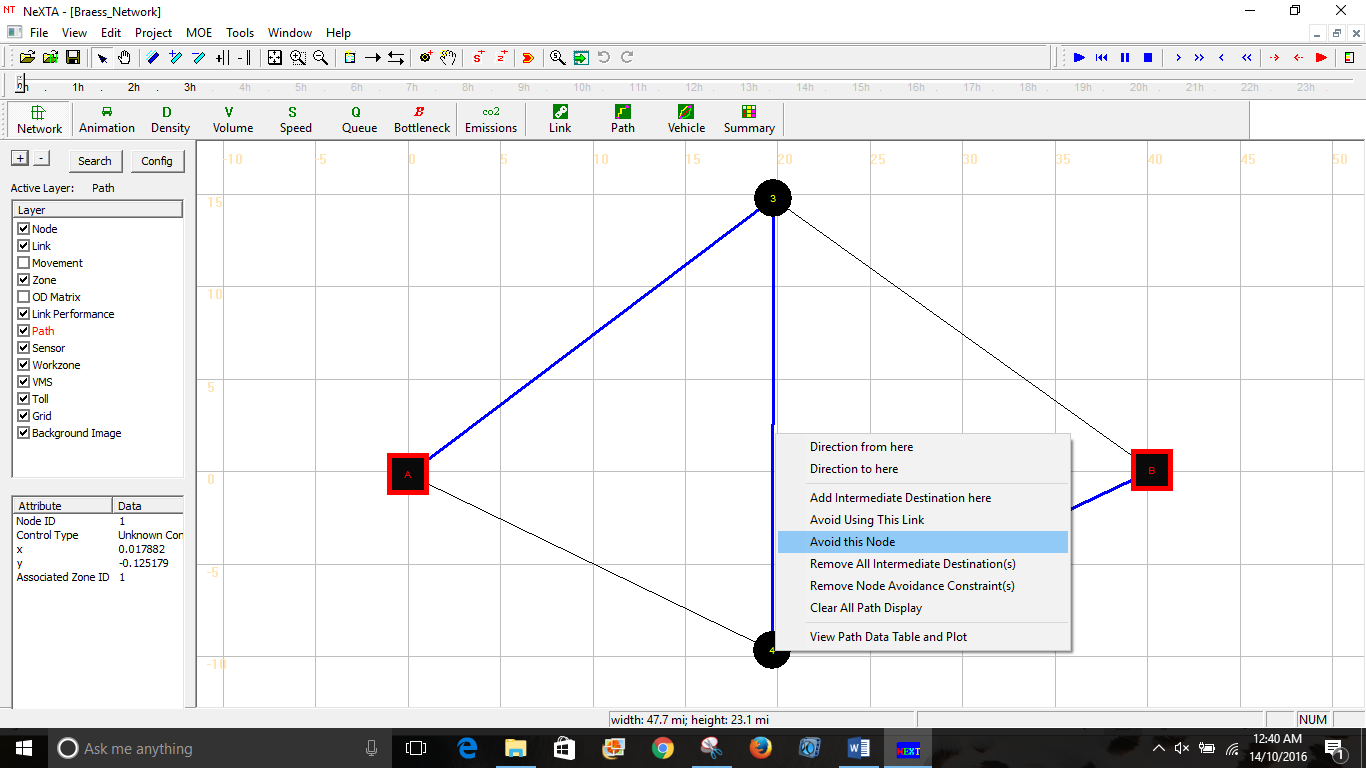 NeXTA - [Braess_Network]
File View Edit Project MOE Tools Window Help
0h 1h 2h 3h 4h 5h 6h 7h 8h 9h 10h 11h 12h 13h 14h 15h 16h 17h 18h 19h 20h 21h 22h 23h
D V S Q B co2
Network Animation Density Volume Speed Queue Bottleneck Emissions Link Path Vehicle Summary
+ - Search Config
Active Layer: Path
Layer
Node
Link
Movement
Zone
OD Matrix
Link Performance
Path
Sensor
Workzone
VMS
Toll
Grid
Background Image
Attribute Data
Node ID 1
Control Type Unknown Con
x 0.017882
y -0.125179
Associated Zone ID 1
-10 -5 0 5 10 15 20 25 30 35 40 45 50
15
10
5
0
-5
-10
3
A
B
4
Direction from here
Direction to here
Add Intermediate Destination here
Avoid Using This Link
Avoid this Node
Remove All Intermediate Destination(s)
Remove Node Avoidance Constraint(s)
Clear All Path Display
View Path Data Table and Plot
width: 47.7 mi; height: 23.1 mi
NUM
Ask me anything
NEXT
12:40 AM
14/10/2016
1